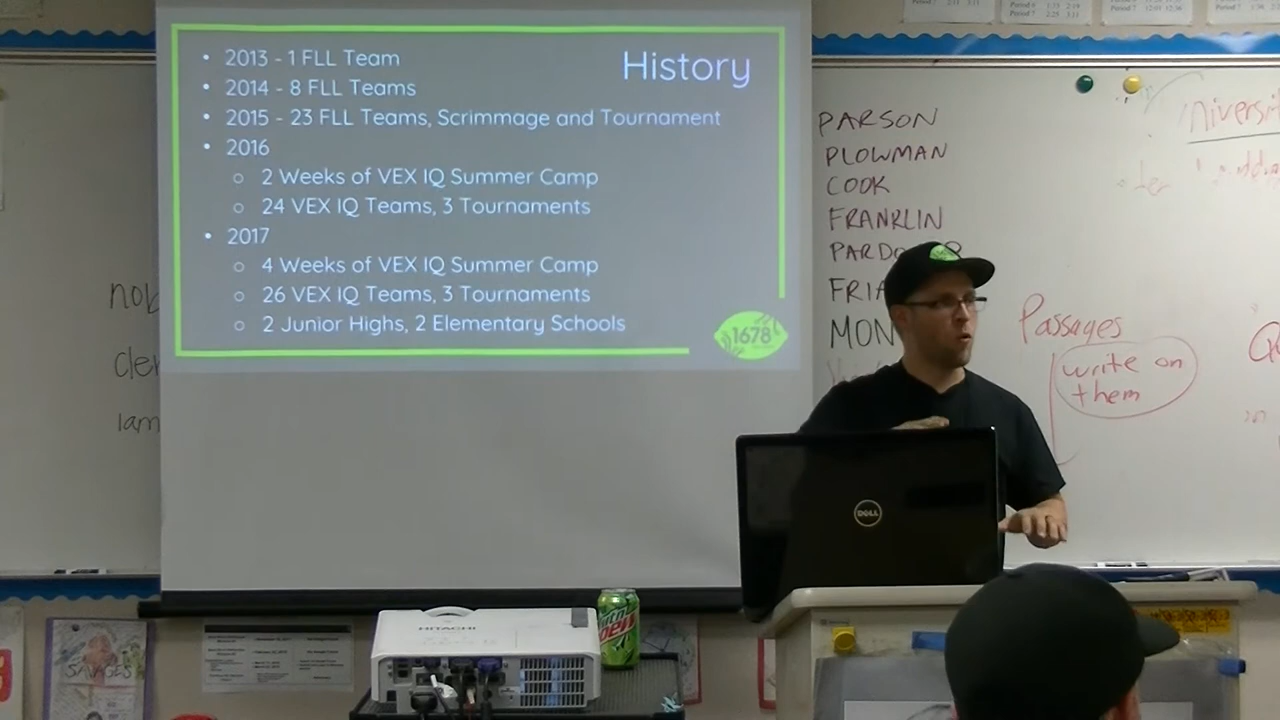 History
• 2013 - 1 FLL Team
• 2014 - 8 FLL Teams
• 2015 - 23 FLL Teams, Scrimmage and Tournament
• 2016
○ 2 Weeks of VEX IQ Summer Camp
○ 24 VEX IQ Teams, 3 Tournaments
• 2017
○ 4 Weeks of VEX IQ Summer Camp
○ 26 VEX IQ Teams, 3 Tournaments
○ 2 Junior Highs, 2 Elementary Schools
1678
PARSON
PLOWMAN
COOK
FRANKLIN
Passages
write on
them
DELL
HITACHI
DEW